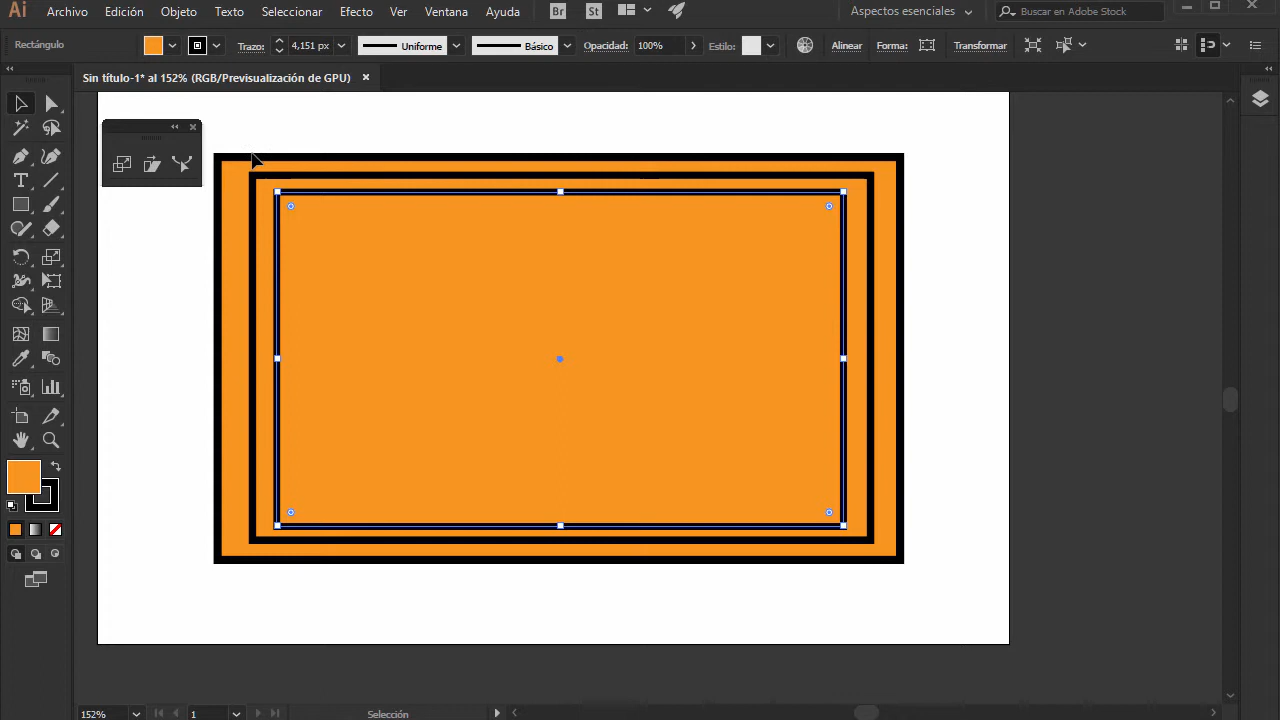 Ai Archivo Edición Objeto Texto Seleccionar Efecto Ver Ventana Ayuda Br St Aspectos esenciales Buscar en Adobe Stock
Rectángulo Trazo: 4,151 px Uniforme Básico Opacidad: 100% Estilo: Alinear Forma: Transformar
Sin título-1* al 152% (RGB/Previsualización de GPU)
152% 1 Selección